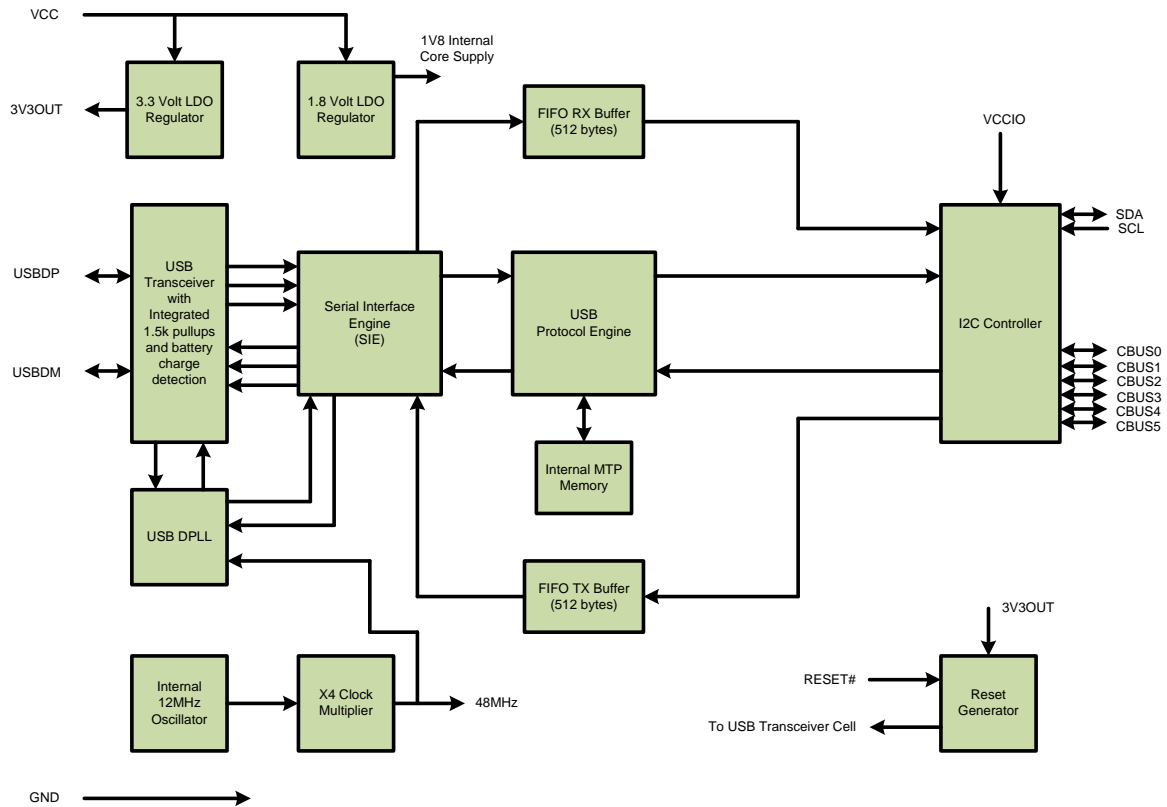 VCC
1V8 Internal
Core Supply
3.3 Volt LDO
Regulator
1.8 Volt LDO
Regulator
3V3OUT
FIFO RX Buffer
(512 bytes)
VCCIO
SDA
SCL
USBDP
USBDM
USB
Transceiver
with
Integrated
1.5k pullups
and battery
charge
detection
Serial Interface
Engine
(SIE)
USB
Protocol Engine
I2C Controller
CBUS0
CBUS1
CBUS2
CBUS3
CBUS4
CBUS5
Internal MTP
Memory
USB DPLL
FIFO TX Buffer
(512 bytes)
3V3OUT
Internal
12MHz
Oscillator
X4 Clock
Multiplier
48MHz
RESET#
To USB Transceiver Cell
Reset
Generator
GND